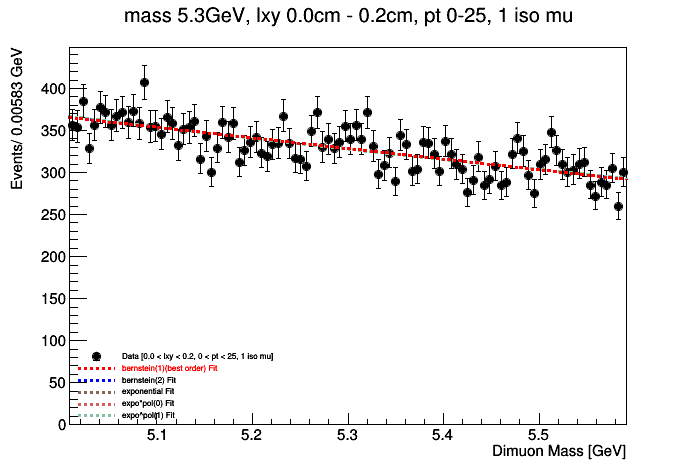 mass 5.3GeV, lxy 0.0cm - 0.2cm, pt 0-25, 1 iso mu
Events/ 0.00583 GeV
400
350
300
250
200
150
100
50
0
Data [0.0 < lxy < 0.2, 0 < pt < 25, 1 iso mu]
bernstein(1)(best order) Fit
bernstein(2) Fit
exponential Fit
expo*pol(0) Fit
expo^pol(1) Fit
5.1 5.2 5.3 5.4 5.5
Dimuon Mass [GeV]